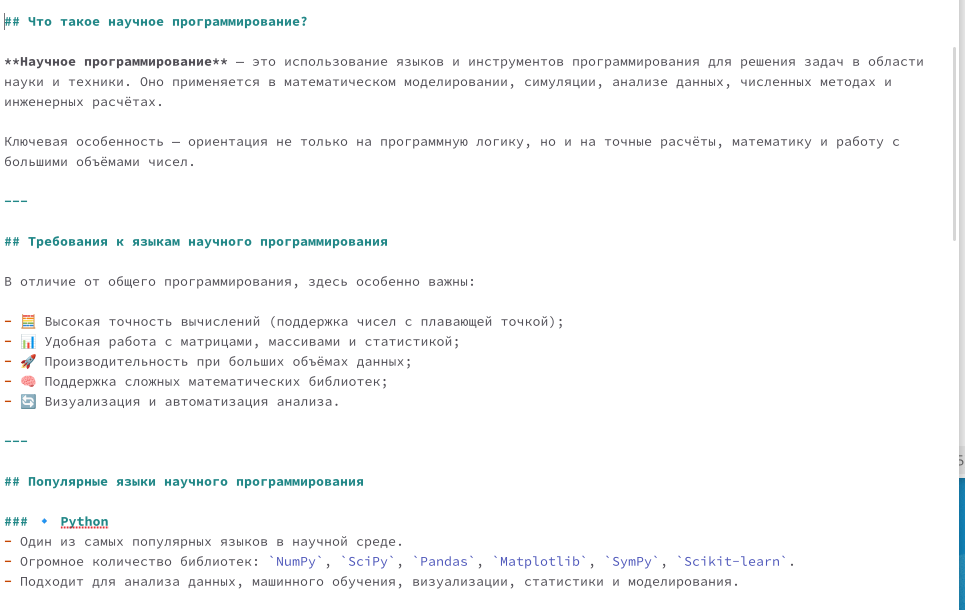 ## Что такое научное программирование?
**Научное программирование** — это использование языков и инструментов программирования для решения задач в области
науки и техники. Оно применяется в математическом моделировании, симуляции, анализе данных, численных методах и
инженерных расчётах.
Ключевая особенность — ориентация не только на программную логику, но и на точные расчёты, математику и работу с
большими объёмами чисел.
---
## Требования к языкам научного программирования
В отличие от общего программирования, здесь особенно важны:
- 🧮 Высокая точность вычислений (поддержка чисел с плавающей точкой);
- 📊 Удобная работа с матрицами, массивами и статистикой;
- 🚀 Производительность при больших объёмах данных;
- 🧠 Поддержка сложных математических библиотек;
- 🔄 Визуализация и автоматизация анализа.
---
## Популярные языки научного программирования
### 🔹 Python
- Один из самых популярных языков в научной среде.
- Огромное количество библиотек: `NumPy`, `SciPy`, `Pandas`, `Matplotlib`, `SymPy`, `Scikit-learn`.
- Подходит для анализа данных, машинного обучения, визуализации, статистики и моделирования.